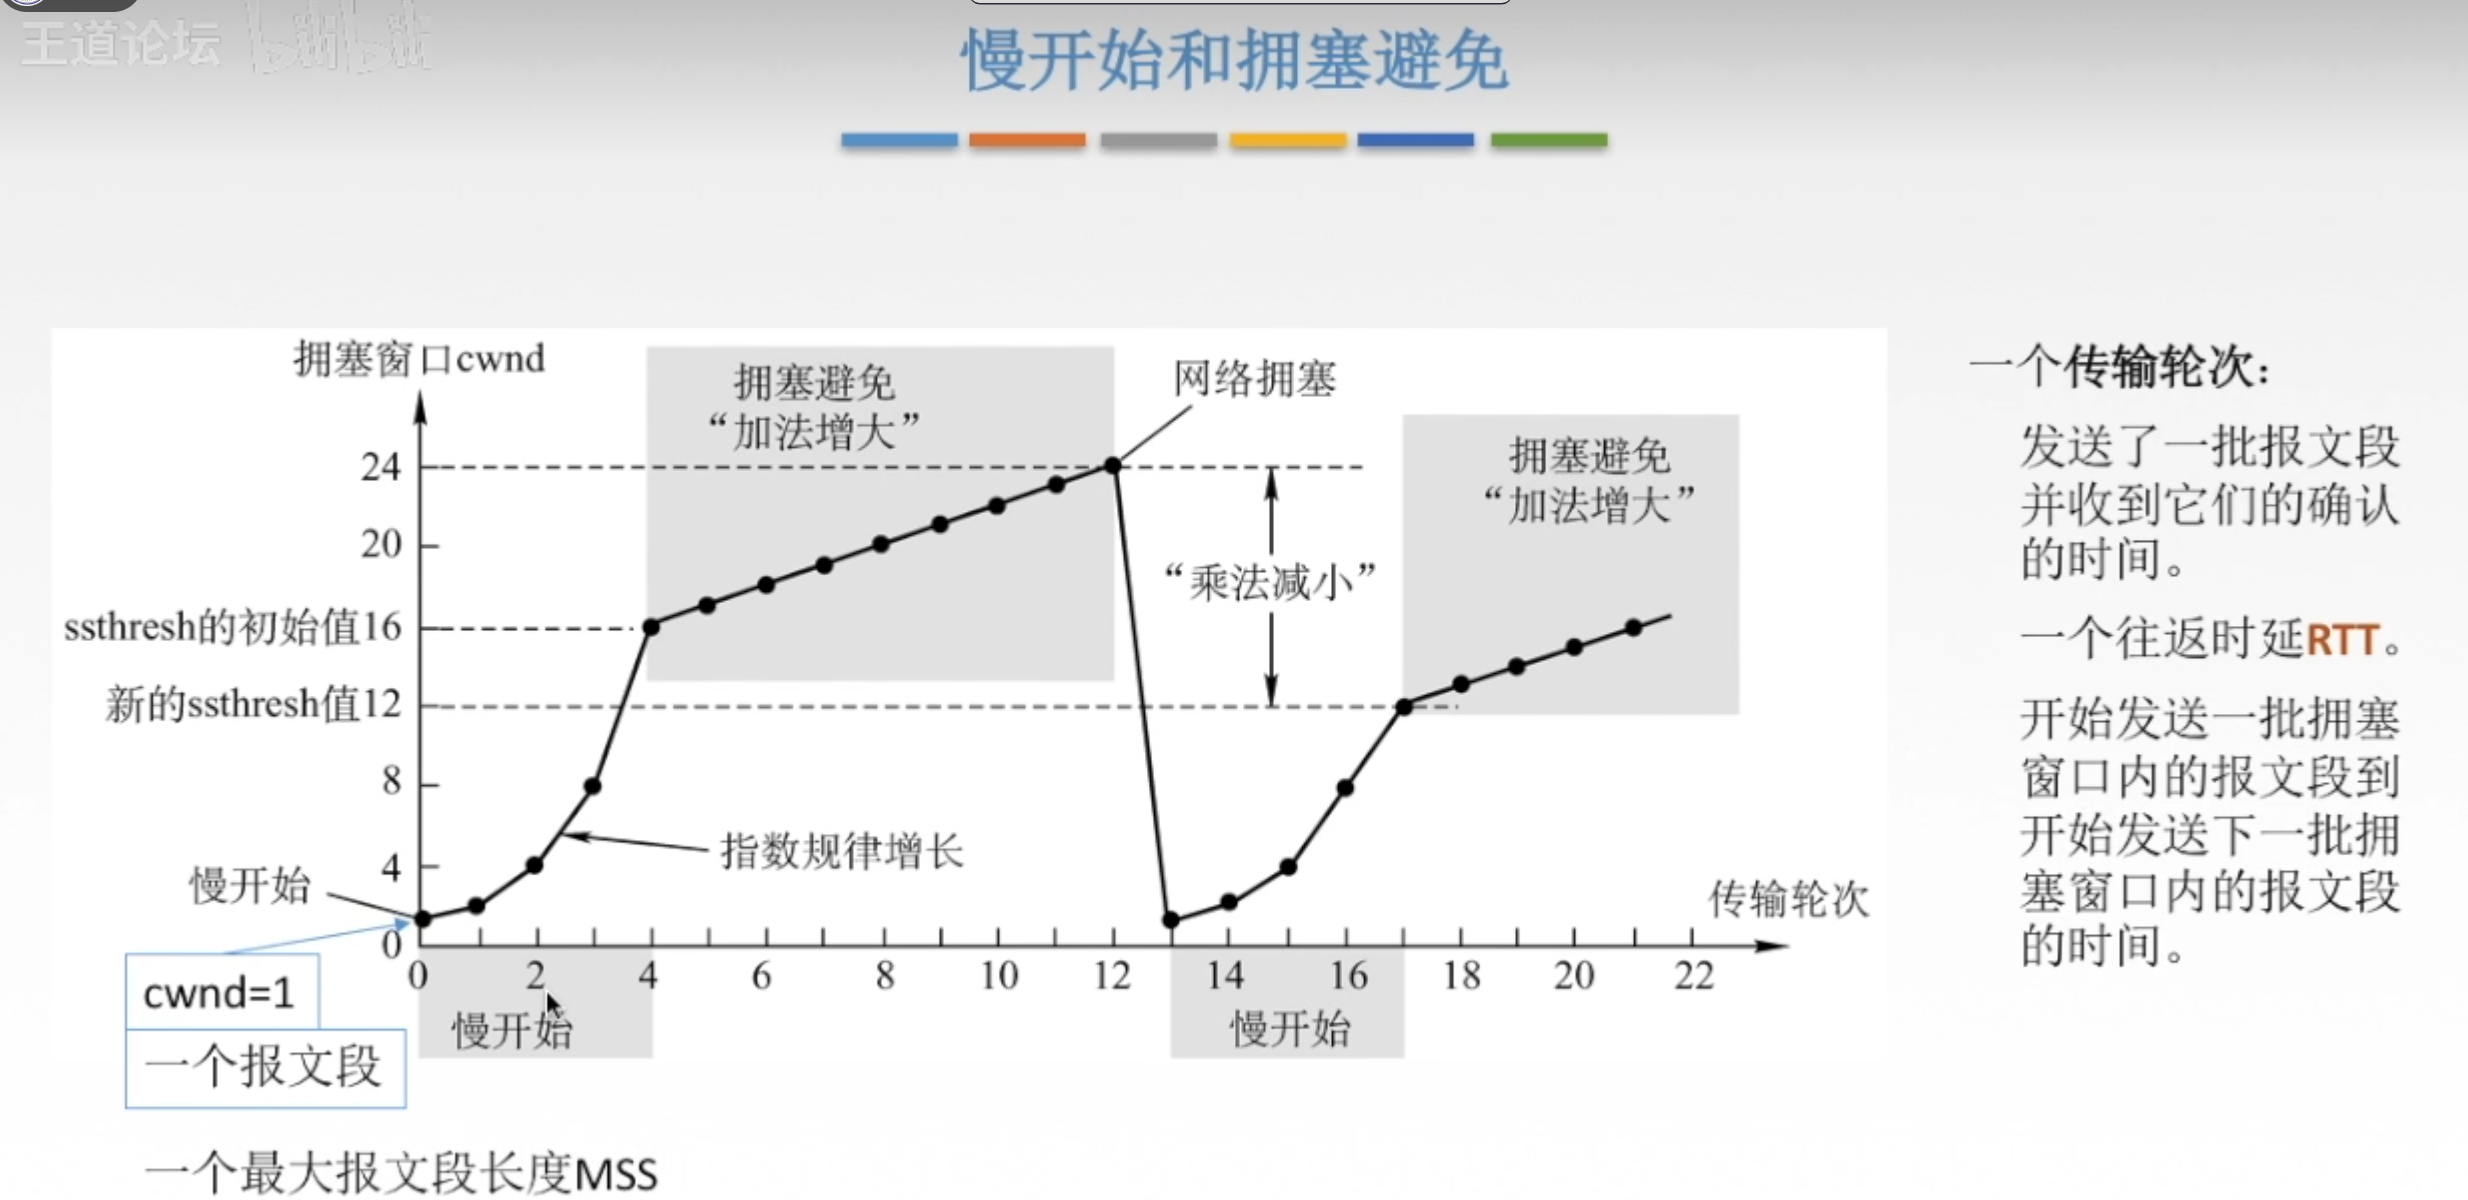 王道论坛 bilibili
慢开始和拥塞避免
拥塞窗口cwnd
拥塞避免
“加法增大”
网络拥塞
拥塞避免
“加法增大”
“乘法减小”
24
20
ssthresh的初始值16
新的ssthresh值12
8
4
0
慢开始
指数规律增长
传输轮次
0 2 4 6 8 10 12 14 16 18 20 22
慢开始
慢开始
cwnd=1
一个报文段
一个最大报文段长度MSS
一个传输轮次：
发送了一批报文段
并收到它们的确认
的时间。
一个往返时延RTT。
开始发送一批拥塞
窗口内的报文段到
开始发送下一批拥
塞窗口内的报文段
的时间。